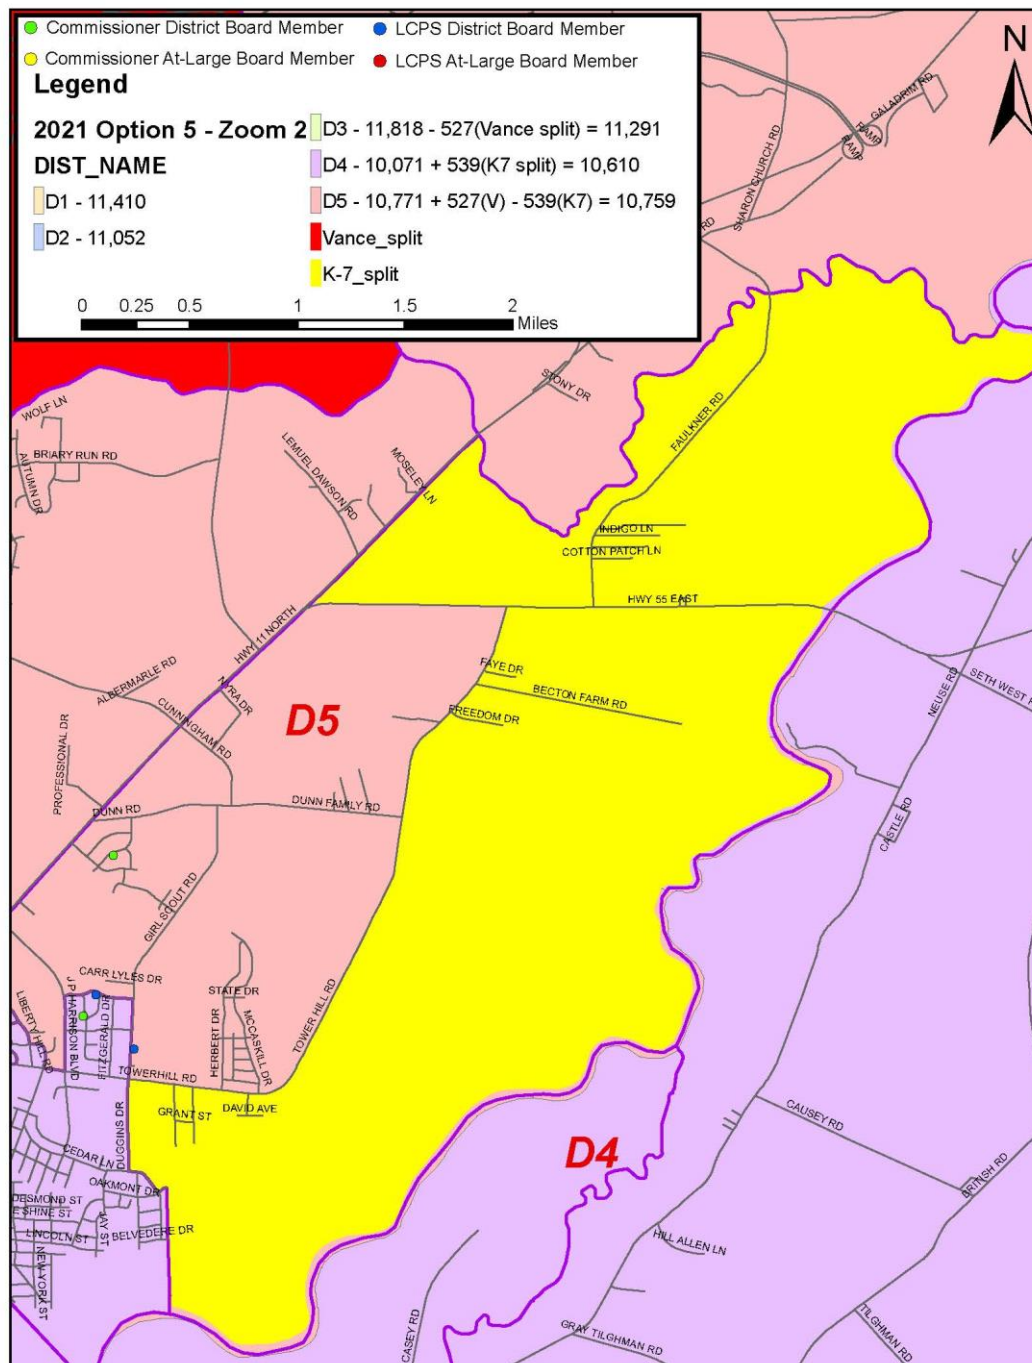 Commissioner District Board Member
LCPS District Board Member
Commissioner At-Large Board Member
LCPS At-Large Board Member
N
Legend
2021 Option 5 - Zoom 2
DIST_NAME
D1 - 11,410
D2 - 11,052
D3 - 11,818 - 527(Vance split) = 11,291
D4 - 10,071 + 539(K7 split) = 10,610
D5 - 10,771 + 527(V) - 539(K7) = 10,759
Vance_split
K-7_split
0 0.25 0.5 1 1.5 2
Miles
GALADRIM RD
RAMP
RAMP
SHARON CHURCH RD
RD
STONY DR
WOLF LN
BRIARY RUN RD
AUTUMN DR
LEMUEL DAWSON RD
MOSELEY LN
FAULKNER RD
INDIGO LN
COTTON PATCH LN
HWY 55 EAST
HWY 11 NORTH
ALBERMARLE RD
NYRA DR
CUNNINGHAM RD
PROFESSIONAL DR
D5
FAYE DR
BECTON FARM RD
FREEDOM DR
SETH WEST R
NEUSE RD
DUNN RD
DUNN FAMILY RD
CASTLE RD
GIRL SCOUT RD
CARR LYLES DR
STATE DR
LIBERTY HILL RD
J P HARRISON BLVD
FITZGERALD DR
HERBERT DR
MCCASKILL DR
TOWER HILL RD
TOWERHILL RD
GRANT ST
DAVID AVE
DUGGINS DR
CEDAR LN
OAKMONT DR
DESMOND ST
E SHINE ST
LINCOLN ST
JAY ST
BELVEDERE DR
NEW YORK ST
D4
CAUSEY RD
BRITISH RD
HILL ALLEN LN
CASEY RD
GRAY TILGHMAN RD
TILGHMAN RD